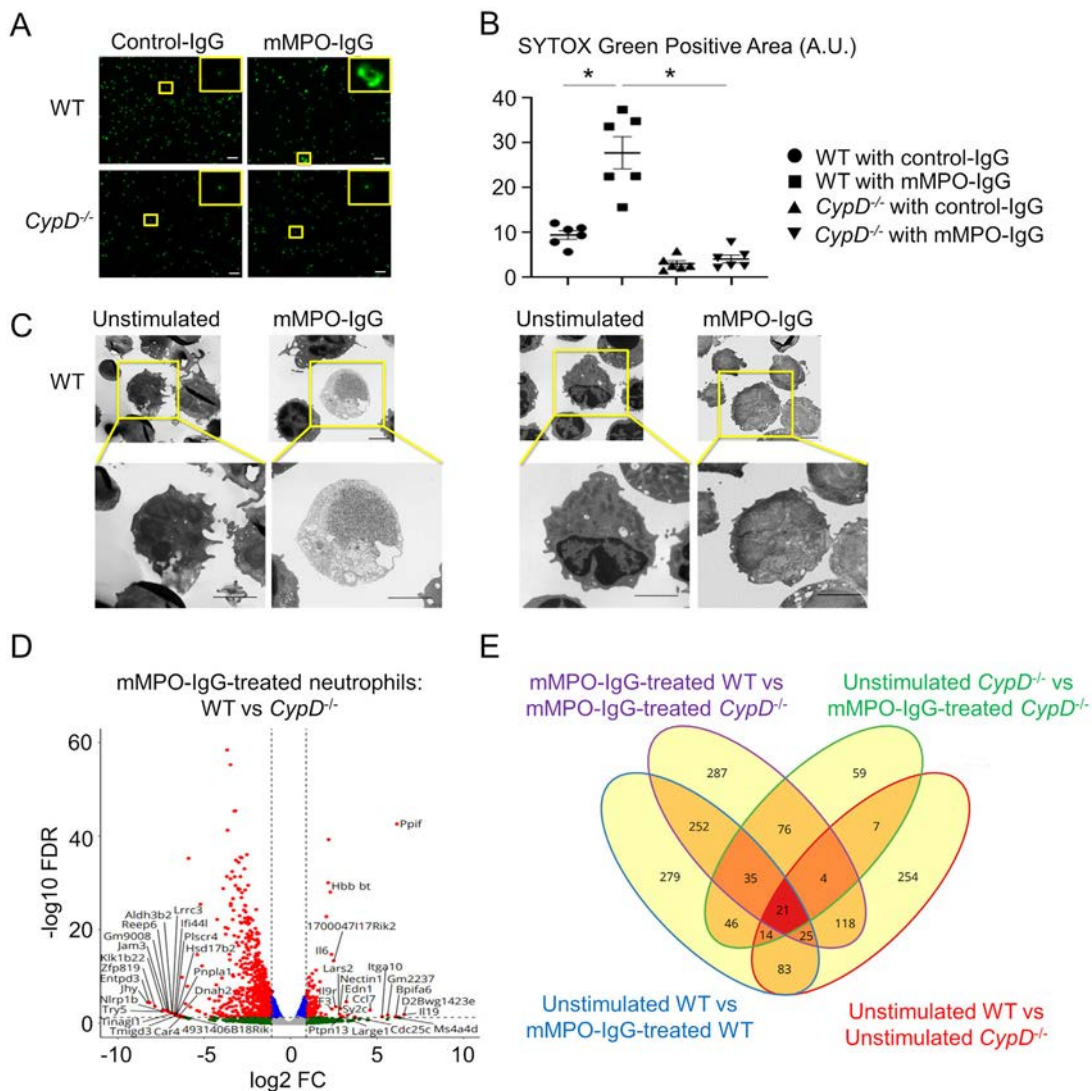 A
Control-IgG mMPO-IgG
WT
CypD-/-
B
SYTOX Green Positive Area (A.U.)
* *
40
30
20
10
0
WT with control-IgG
WT with mMPO-IgG
CypD-/- with control-IgG
CypD-/- with mMPO-IgG
C
Unstimulated mMPO-IgG Unstimulated mMPO-IgG
WT
D
mMPO-IgG-treated neutrophils:
WT vs CypD-/-
-log10 FDR
60
40
20
0
Ppif
Hbb bt
1700047I17Rik2
Il6
Lrrc3
Aldh3b2
Ifi44l
Reep6
Plscr4
Gm9008
Hsd17b2
Jam3
Klk1b22
Pnpla1
Zfp819
Entpd3
Dnah2
Jhy
Nlrp1b
Try5
Tinagl1
Tmigd3
Car4
4931406B18Rik
Lars2
Itga10
Nectin1
Gm2237
Il9r
Edn1
Bpifa6
F3
Ccl7
D2Bwg1423e
Sy2c
Il19
Ptpn13
Large1
Cdc25c
Ms4a4d
-10 -5 0 5 10
log2 FC
E
mMPO-IgG-treated WT vs
mMPO-IgG-treated CypD-/-
Unstimulated CypD-/- vs
mMPO-IgG-treated CypD-/-
287
59
252
76
7
279
35
4
254
21
46
14
25
118
83
Unstimulated WT vs
mMPO-IgG-treated WT
Unstimulated WT vs
Unstimulated CypD-/-